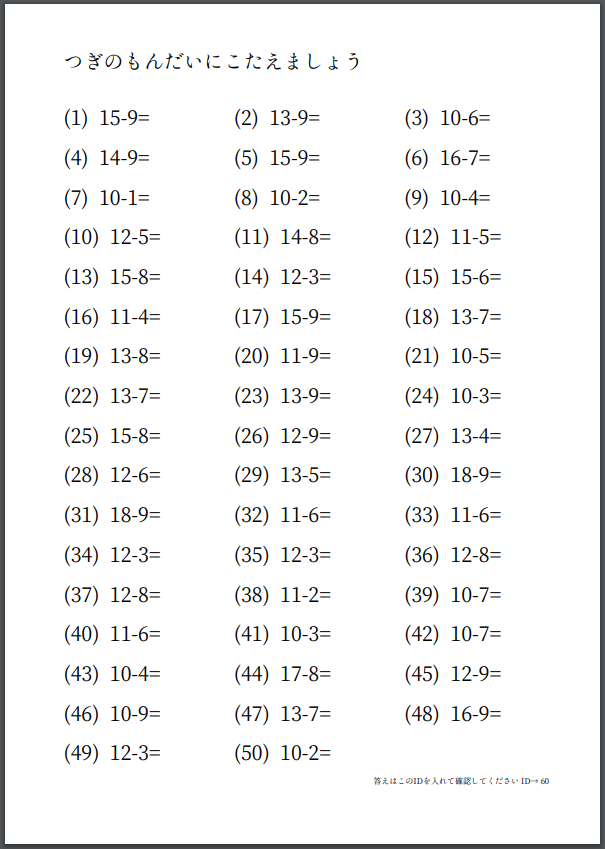 つぎのもんだいにこたえましょう
(1) 15-9= (2) 13-9= (3) 10-6=
(4) 14-9= (5) 15-9= (6) 16-7=
(7) 10-1= (8) 10-2= (9) 10-4=
(10) 12-5= (11) 14-8= (12) 11-5=
(13) 15-8= (14) 12-3= (15) 15-6=
(16) 11-4= (17) 15-9= (18) 13-7=
(19) 13-8= (20) 11-9= (21) 10-5=
(22) 13-7= (23) 13-9= (24) 10-3=
(25) 15-8= (26) 12-9= (27) 13-4=
(28) 12-6= (29) 13-5= (30) 18-9=
(31) 18-9= (32) 11-6= (33) 11-6=
(34) 12-3= (35) 12-3= (36) 12-8=
(37) 12-8= (38) 11-2= (39) 10-7=
(40) 11-6= (41) 10-3= (42) 10-7=
(43) 10-4= (44) 17-8= (45) 12-9=
(46) 10-9= (47) 13-7= (48) 16-9=
(49) 12-3= (50) 10-2=
答えはこのIDを入れて確認してください ID→ 60